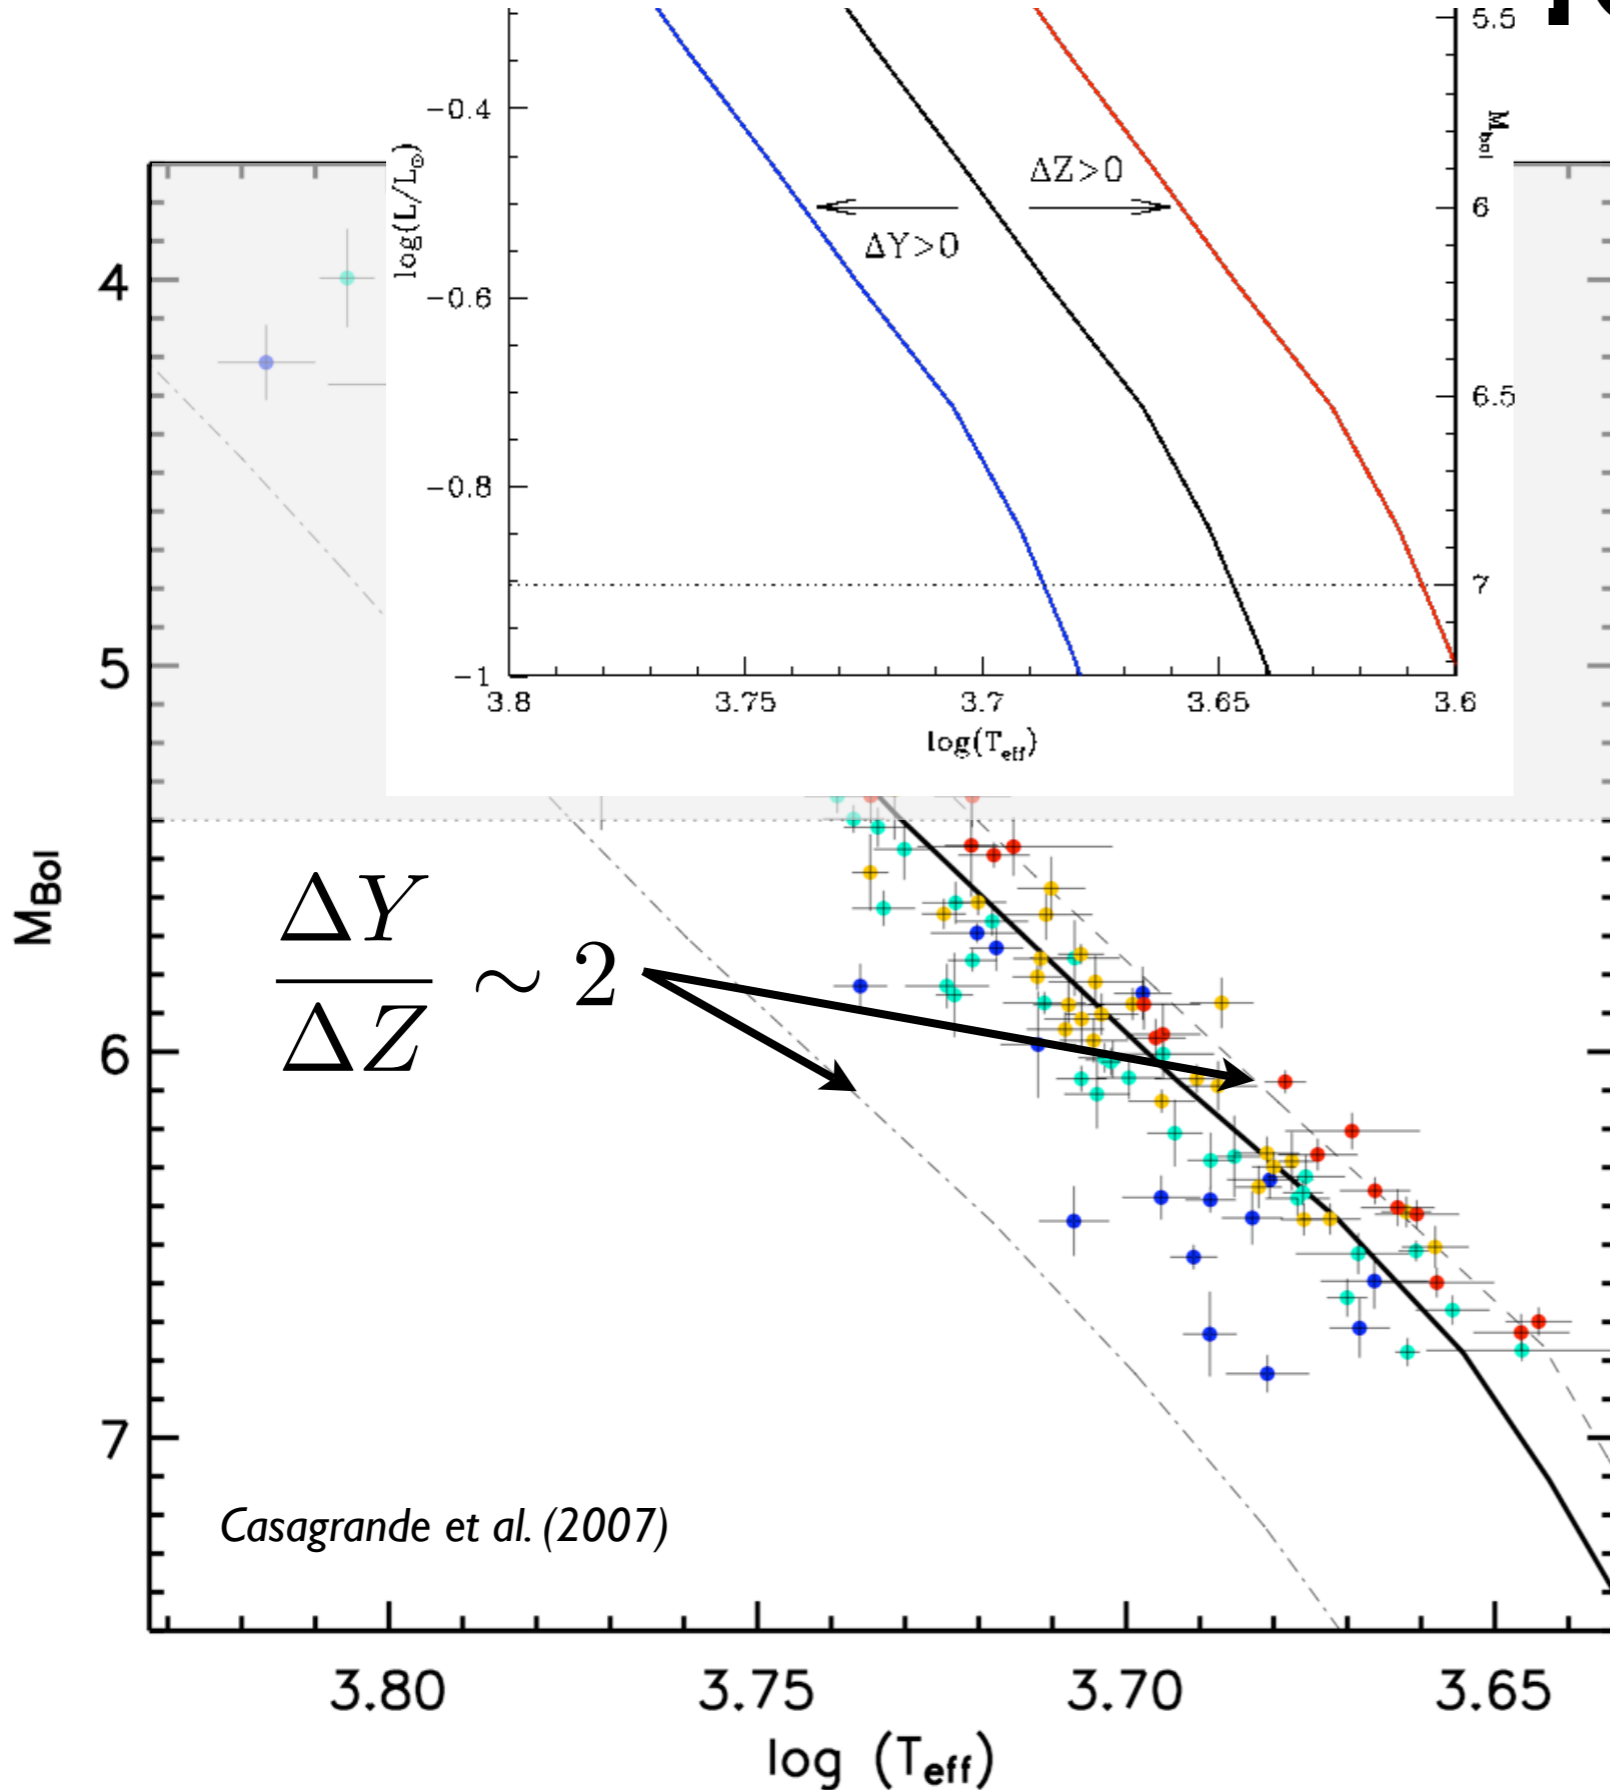 5.5
-0.4
M_bol
log(L/L☉)
ΔZ>0
6
ΔY>0
4
-0.6
6.5
-0.8
7
5
-1
3.8 3.75 3.7 3.65 3.6
log(T_eff)
M_Bol
ΔY/ΔZ ~ 2
6
7
Casagrande et al. (2007)
3.80 3.75 3.70 3.65
log (T_eff)